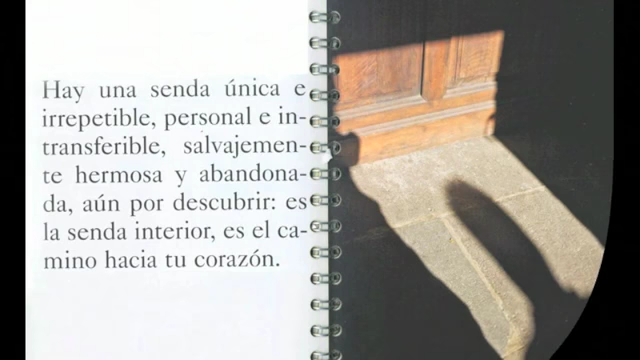 Hay una senda única e
irrepetible, personal e in-
transferible, salvajemen-
te hermosa y abandona-
da, aún por descubrir: es
la senda interior, es el ca-
mino hacia tu corazón.